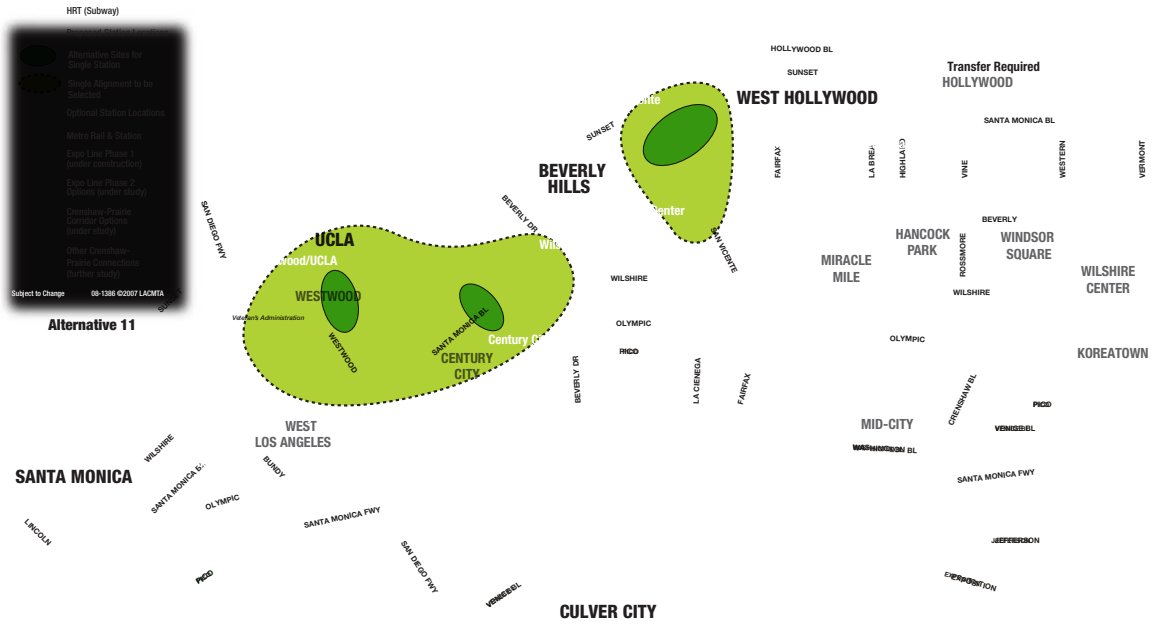 HRT (Subway)
Proposed Station Locations
Alternative Sites for
Single Station
Single Alignment to be
Selected
Optional Station Locations
Metro Rail & Station
Expo Line Phase 1
(under construction)
Expo Line Phase 2
Options (under study)
Crenshaw-Prairie
Corridor Options
(under study)
Other Crenshaw-
Prairie Connections
(further study)
Subject to Change
08-1386 ©2007 LACMTA
Alternative 11
HOLLYWOOD BL
SUNSET
Transfer Required
HOLLYWOOD
WEST HOLLYWOOD
SANTA MONICA BL
SUNSET
BEVERLY
HILLS
FAIRFAX
LA BREA
HIGHLAND
VINE
WESTERN
VERMONT
SAN DIEGO FWY
BEVERLY DR
Center
SAN VICENTE
BEVERLY
HANCOCK
PARK
ROSSMORE
WINDSOR
SQUARE
UCLA
wood/UCLA
WESTWOOD
SUNSET
Veteran's Administration
WESTWOOD
SANTA MONICA BL
CENTURY
CITY
WILSHIRE
OLYMPIC
PICO
MIRACLE
MILE
WILSHIRE
WILSHIRE
CENTER
OLYMPIC
KOREATOWN
BEVERLY DR
LA CIENEGA
FAIRFAX
CRENSHAW BL
PICO
VENICE BL
MID-CITY
WASHINGTON BL
WEST
LOS ANGELES
WILSHIRE
BUNDY
SANTA MONICA
SANTA MONICA BL
OLYMPIC
SANTA MONICA FWY
SANTA MONICA FWY
LINCOLN
PICO
SAN DIEGO FWY
VENICE BL
JEFFERSON
EXPOSITION
CULVER CITY